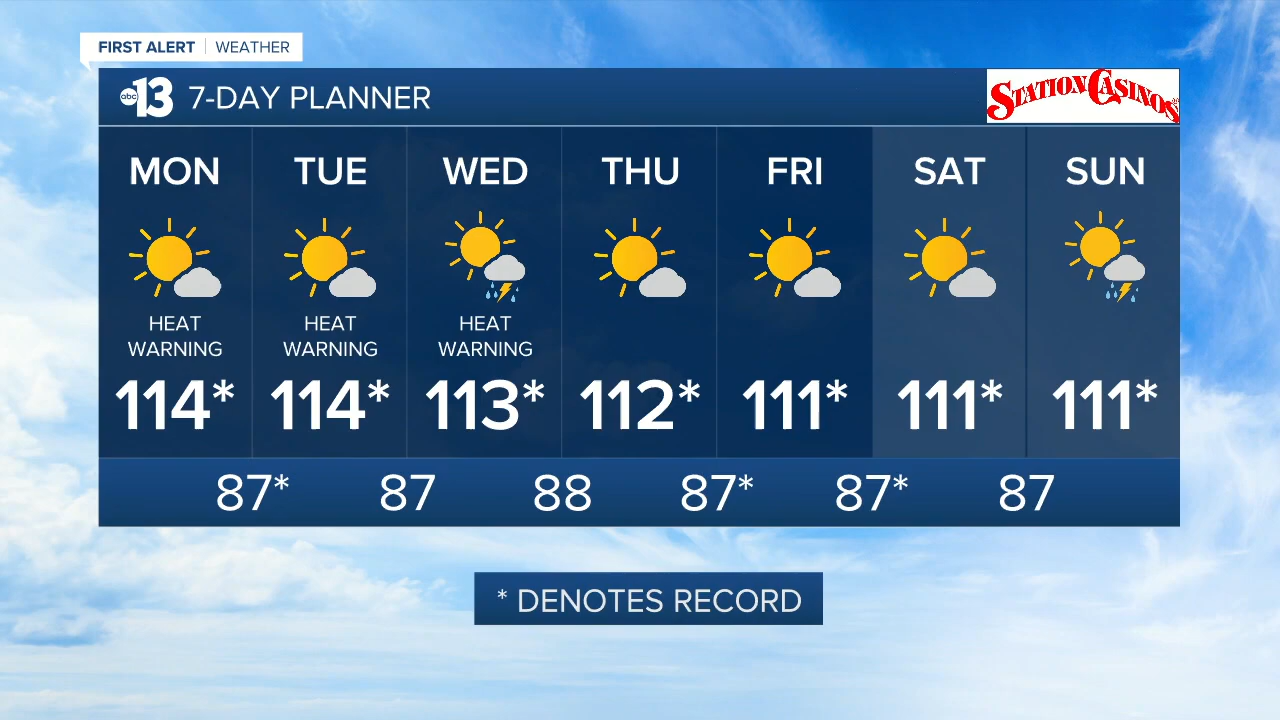 FIRST ALERT | WEATHER
abc 13 7-DAY PLANNER
STATION CASINOS
MON TUE WED THU FRI SAT SUN
HEAT HEAT HEAT
WARNING WARNING WARNING
114* 114* 113* 112* 111* 111* 111*
87* 87 88 87* 87* 87
* DENOTES RECORD